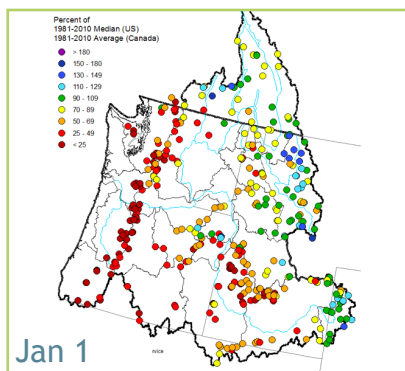 Percent of
1981-2010 Median (US)
1981-2010 Average (Canada)
> 180
150 - 180
130 - 149
110 - 129
90 - 109
70 - 89
50 - 69
25 - 49
< 25
Jan 1